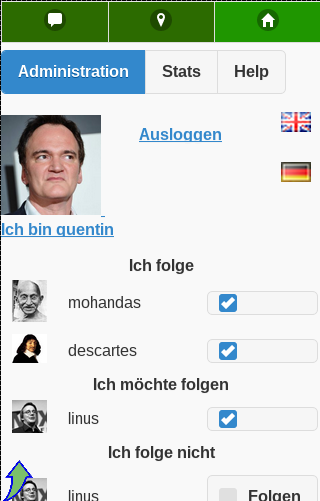 Administration Stats Help
Ausloggen
Ich bin quentin
Ich folge
mohandas
descartes
Ich möchte folgen
linus
Ich folge nicht
linus Folgen